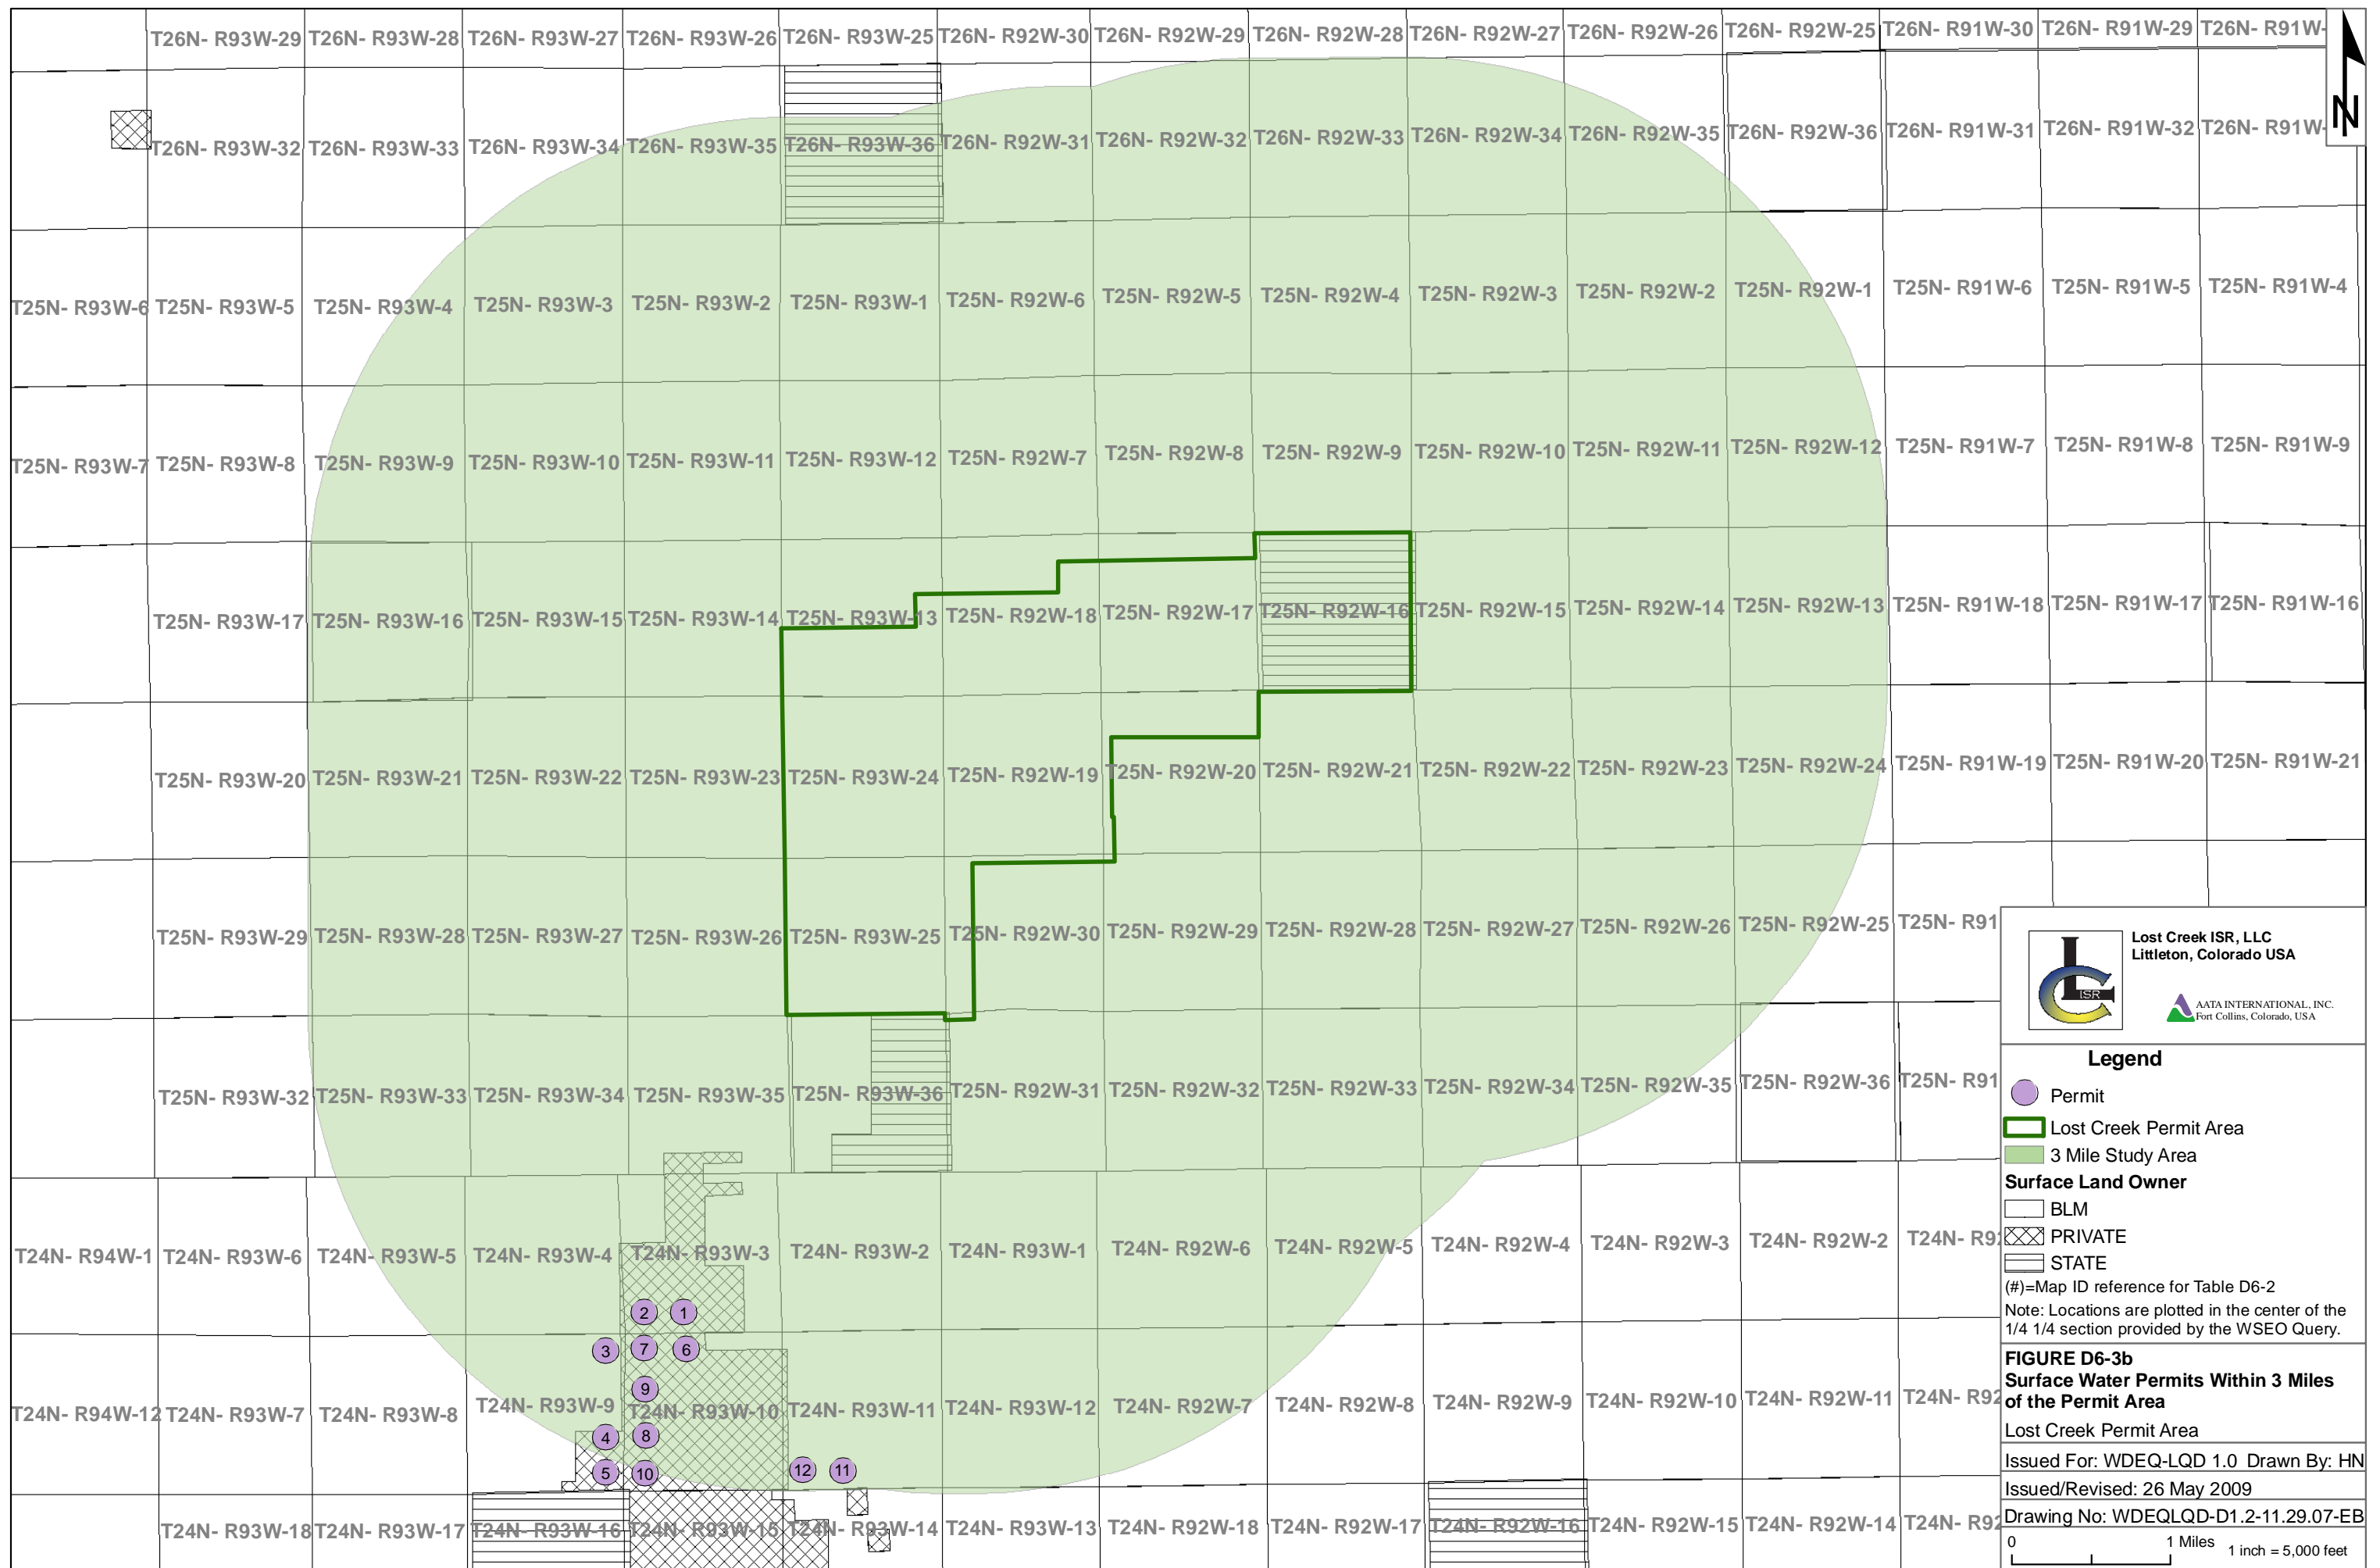 T26N- R93W-29 T26N- R93W-28 T26N- R93W-27 T26N- R93W-26 T26N- R93W-25 T26N- R92W-30 T26N- R92W-29 T26N- R92W-28 T26N- R92W-27 T26N- R92W-26 T26N- R92W-25 T26N- R91W-30 T26N- R91W-29 T26N- R91W-
N
T26N- R93W-32 T26N- R93W-33 T26N- R93W-34 T26N- R93W-35 T26N- R93W-36 T26N- R92W-31 T26N- R92W-32 T26N- R92W-33 T26N- R92W-34 T26N- R92W-35 T26N- R92W-36 T26N- R91W-31 T26N- R91W-32 T26N- R91W-
T25N- R93W-6 T25N- R93W-5 T25N- R93W-4 T25N- R93W-3 T25N- R93W-2 T25N- R93W-1 T25N- R92W-6 T25N- R92W-5 T25N- R92W-4 T25N- R92W-3 T25N- R92W-2 T25N- R92W-1 T25N- R91W-6 T25N- R91W-5 T25N- R91W-4
T25N- R93W-7 T25N- R93W-8 T25N- R93W-9 T25N- R93W-10 T25N- R93W-11 T25N- R93W-12 T25N- R92W-7 T25N- R92W-8 T25N- R92W-9 T25N- R92W-10 T25N- R92W-11 T25N- R92W-12 T25N- R91W-7 T25N- R91W-8 T25N- R91W-9
T25N- R93W-17 T25N- R93W-16 T25N- R93W-15 T25N- R93W-14 T25N- R93W-13 T25N- R92W-18 T25N- R92W-17 T25N- R92W-16 T25N- R92W-15 T25N- R92W-14 T25N- R92W-13 T25N- R91W-18 T25N- R91W-17 T25N- R91W-16
T25N- R93W-20 T25N- R93W-21 T25N- R93W-22 T25N- R93W-23 T25N- R93W-24 T25N- R92W-19 T25N- R92W-20 T25N- R92W-21 T25N- R92W-22 T25N- R92W-23 T25N- R92W-24 T25N- R91W-19 T25N- R91W-20 T25N- R91W-21
T25N- R93W-29 T25N- R93W-28 T25N- R93W-27 T25N- R93W-26 T25N- R93W-25 T25N- R92W-30 T25N- R92W-29 T25N- R92W-28 T25N- R92W-27 T25N- R92W-26 T25N- R92W-25 T25N- R91
T25N- R93W-32 T25N- R93W-33 T25N- R93W-34 T25N- R93W-35 T25N- R93W-36 T25N- R92W-31 T25N- R92W-32 T25N- R92W-33 T25N- R92W-34 T25N- R92W-35 T25N- R92W-36 T25N- R91
T24N- R94W-1 T24N- R93W-6 T24N- R93W-5 T24N- R93W-4 T24N- R93W-3 T24N- R93W-2 T24N- R93W-1 T24N- R92W-6 T24N- R92W-5 T24N- R92W-4 T24N- R92W-3 T24N- R92W-2 T24N- R92
2 1
3 7 6
9
T24N- R94W-12 T24N- R93W-7 T24N- R93W-8 T24N- R93W-9 T24N- R93W-10 T24N- R93W-11 T24N- R93W-12 T24N- R92W-7 T24N- R92W-8 T24N- R92W-9 T24N- R92W-10 T24N- R92W-11 T24N- R92
4 8
5 10 12 11
T24N- R93W-18 T24N- R93W-17 T24N- R93W-16 T24N- R93W-15 T24N- R93W-14 T24N- R93W-13 T24N- R92W-18 T24N- R92W-17 T24N- R92W-16 T24N- R92W-15 T24N- R92W-14 T24N- R92
LC ISR
Lost Creek ISR, LLC
Littleton, Colorado USA
AATA INTERNATIONAL, INC.
Fort Collins, Colorado, USA
Legend
Permit
Lost Creek Permit Area
3 Mile Study Area
Surface Land Owner
BLM
PRIVATE
STATE
(#)=Map ID reference for Table D6-2
Note: Locations are plotted in the center of the
1/4 1/4 section provided by the WSEO Query.
FIGURE D6-3b
Surface Water Permits Within 3 Miles
of the Permit Area
Lost Creek Permit Area
Issued For: WDEQ-LQD 1.0 Drawn By: HN
Issued/Revised: 26 May 2009
Drawing No: WDEQLQD-D1.2-11.29.07-EB
0 1 Miles 1 inch = 5,000 feet